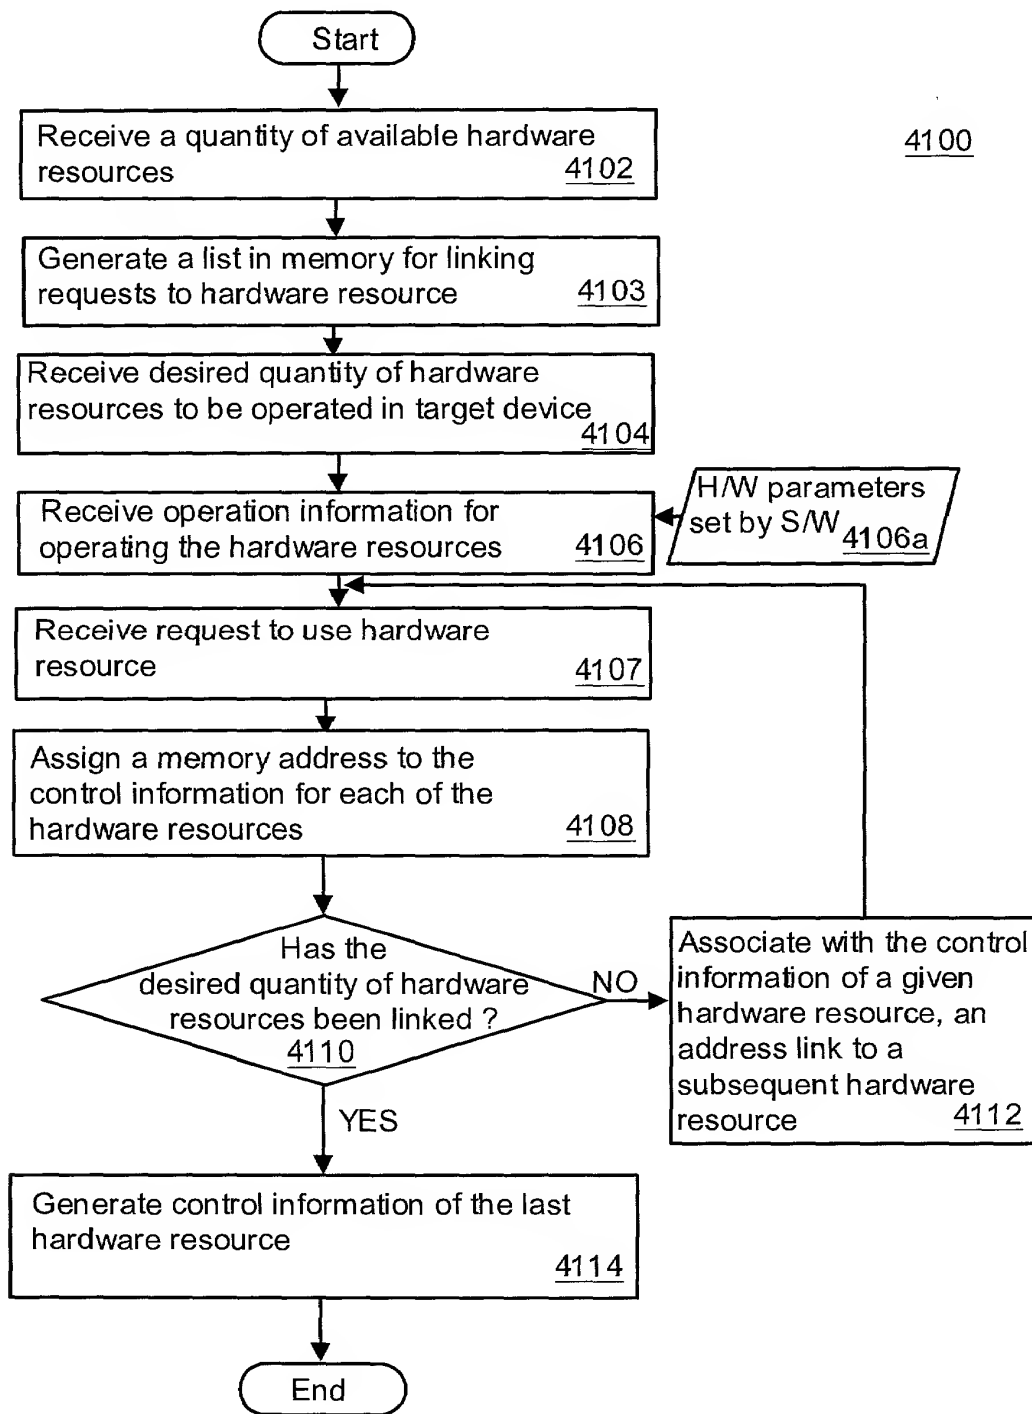 Start
Receive a quantity of available hardware
resources 4102
4100
Generate a list in memory for linking
requests to hardware resource 4103
Receive desired quantity of hardware
resources to be operated in target device
4104
Receive operation information for
operating the hardware resources 4106
H/W parameters
set by S/W 4106a
Receive request to use hardware
resource 4107
Assign a memory address to the
control information for each of the
hardware resources 4108
Has the
desired quantity of hardware
resources been linked ?
4110
NO
Associate with the control
information of a given
hardware resource, an
address link to a
subsequent hardware
resource 4112
YES
Generate control information of the last
hardware resource
4114
End